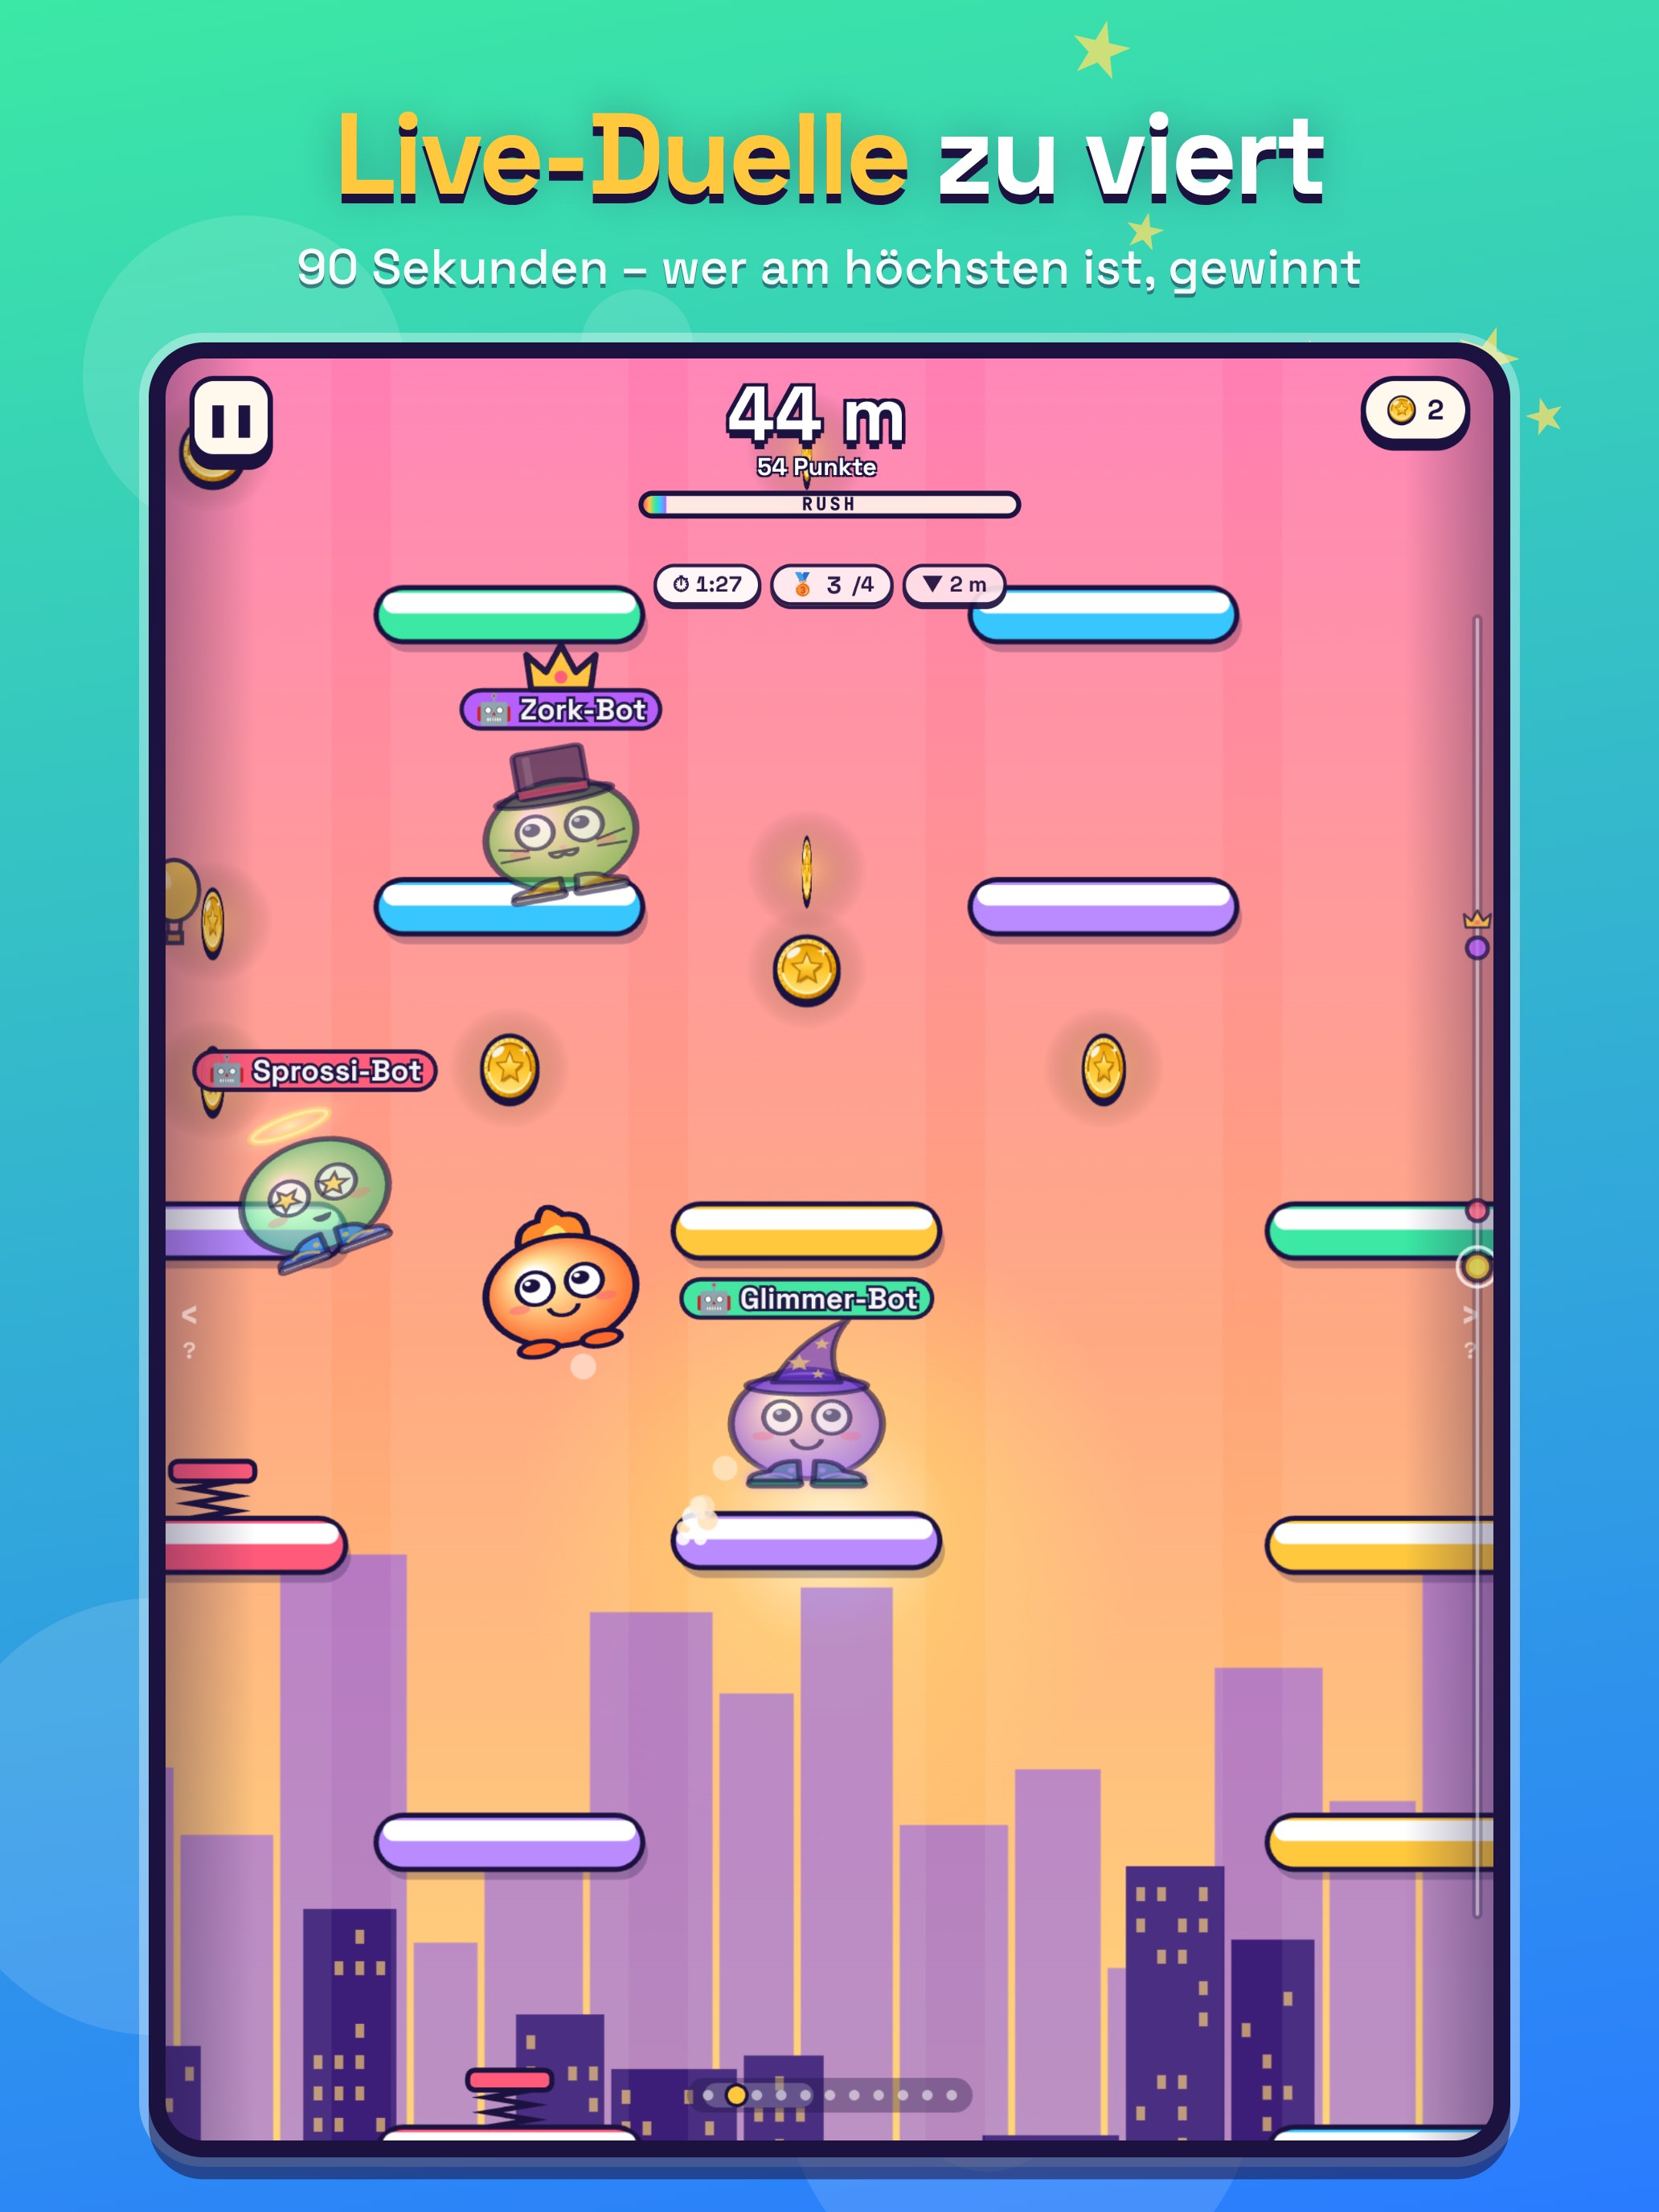 Live-Duelle zu viert
90 Sekunden – wer am höchsten ist, gewinnt
44 m
2
54 Punkte
RUSH
1:27
3 /4
▼ 2 m
Zork-Bot
Sprossi-Bot
Glimmer-Bot
< >
? ?